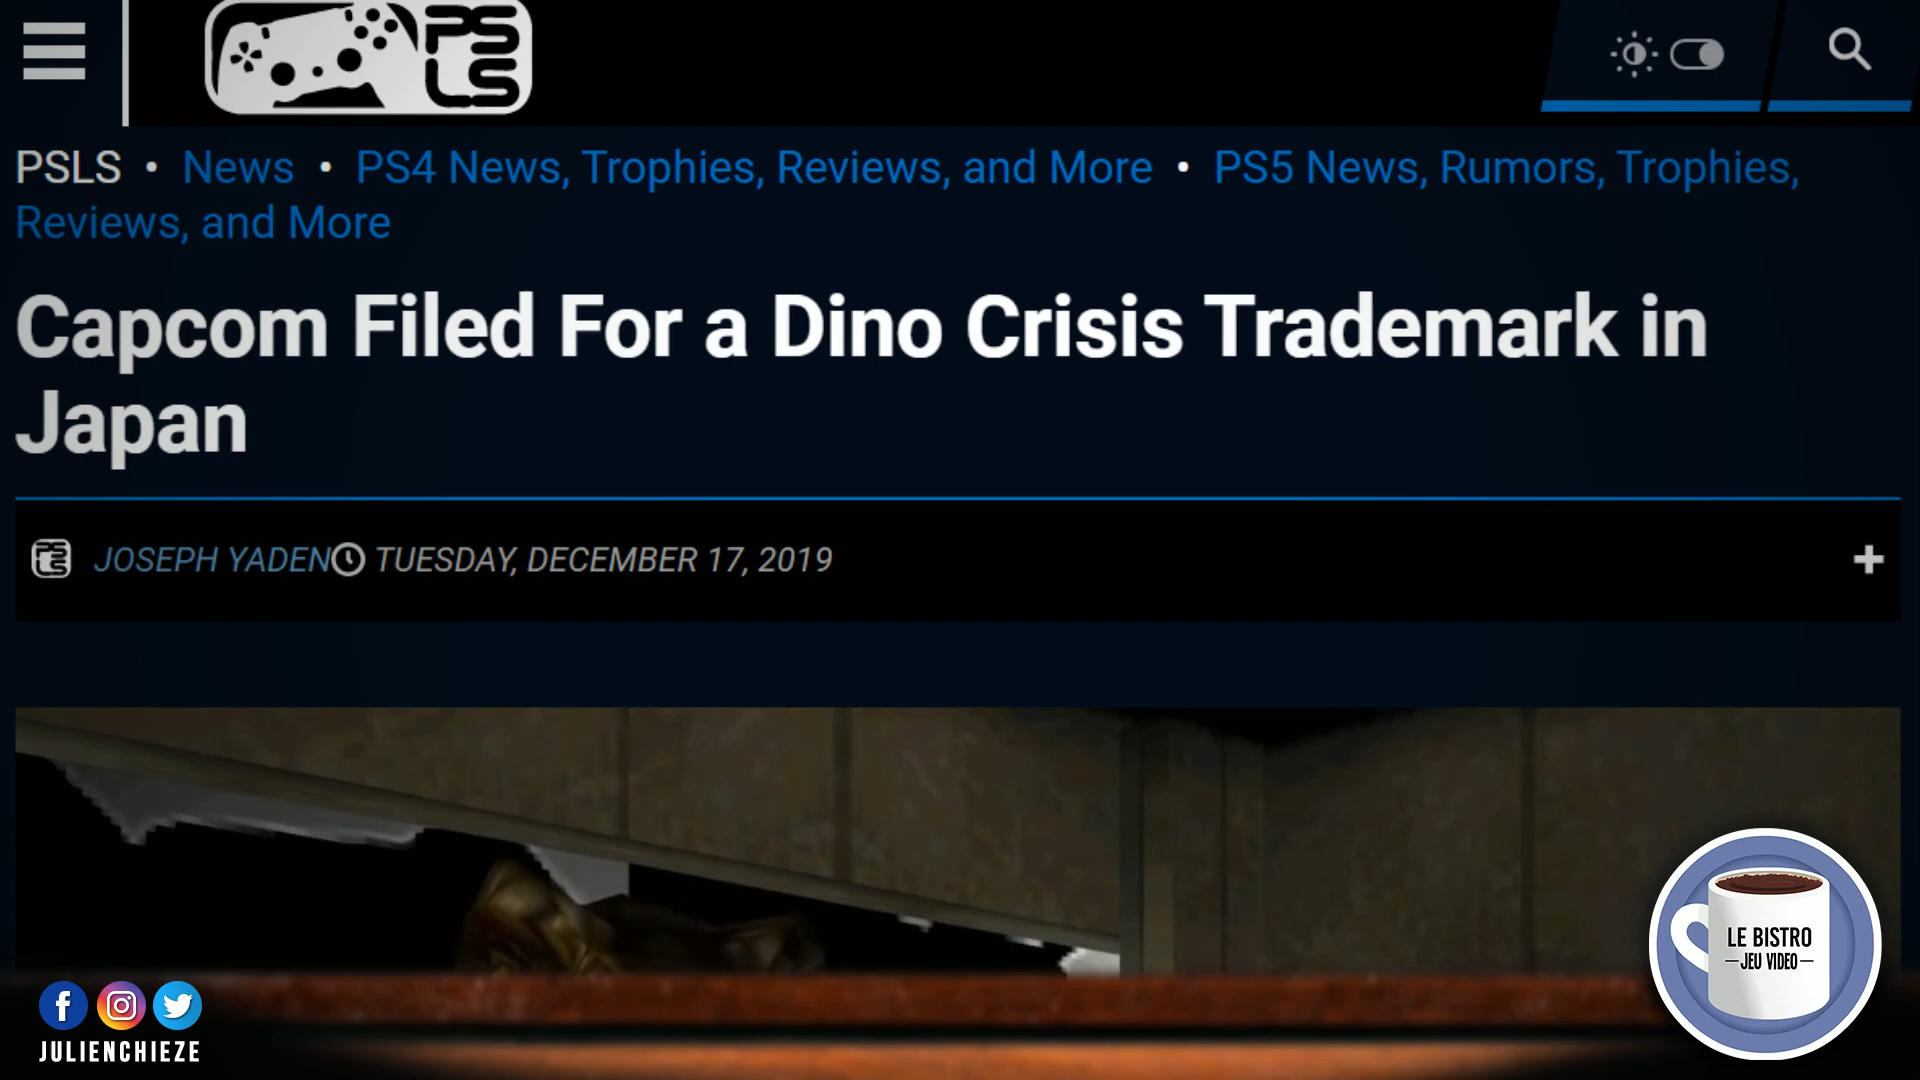 PS
LS
PSLS • News • PS4 News, Trophies, Reviews, and More • PS5 News, Rumors, Trophies,
Reviews, and More
Capcom Filed For a Dino Crisis Trademark in
Japan
JOSEPH YADEN TUESDAY, DECEMBER 17, 2019
LE BISTRO
JEU VIDEO
JULIENCHIEZE